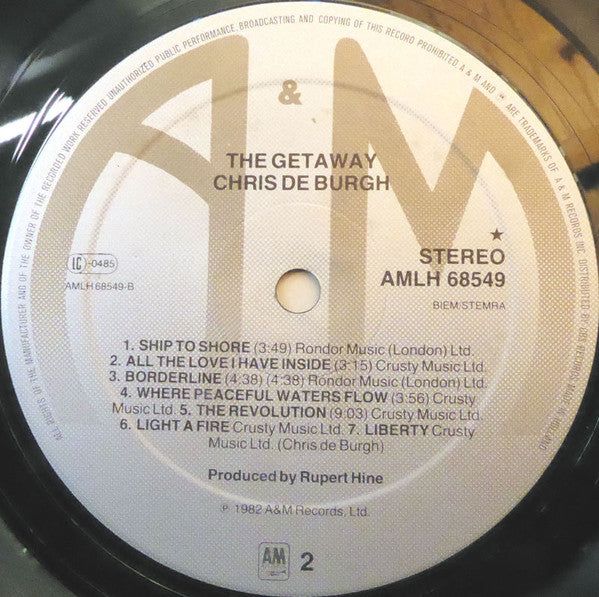 ALL RIGHTS OF THE MANUFACTURER AND OF THE OWNER OF THE RECORDED WORK RESERVED UNAUTHORIZED PUBLIC PERFORMANCE, BROADCASTING AND COPYING OF THIS RECORD PROHIBITED A & M AND ARE TRADEMARKS OF A & M RECORDS INC. DISTRIBUTED BY CBS RECORDS MADE IN HOLLAND
A & M
THE GETAWAY
CHRIS DE BURGH
★
STEREO
AMLH 68549
BIEM/STEMRA
LC -0485
AMLH 68549-B
1. SHIP TO SHORE (3:49) Rondor Music (London) Ltd.
2. ALL THE LOVE I HAVE INSIDE (3:15) Crusty Music Ltd.
3. BORDERLINE (4:38) (4:38) Rondor Music (London) Ltd.
4. WHERE PEACEFUL WATERS FLOW (3:56) Crusty
Music Ltd. 5. THE REVOLUTION (9:03) Crusty Music Ltd.
6. LIGHT A FIRE Crusty Music Ltd. 7. LIBERTY Crusty
Music Ltd. (Chris de Burgh)
Produced by Rupert Hine
℗ 1982 A&M Records, Ltd.
AM
2